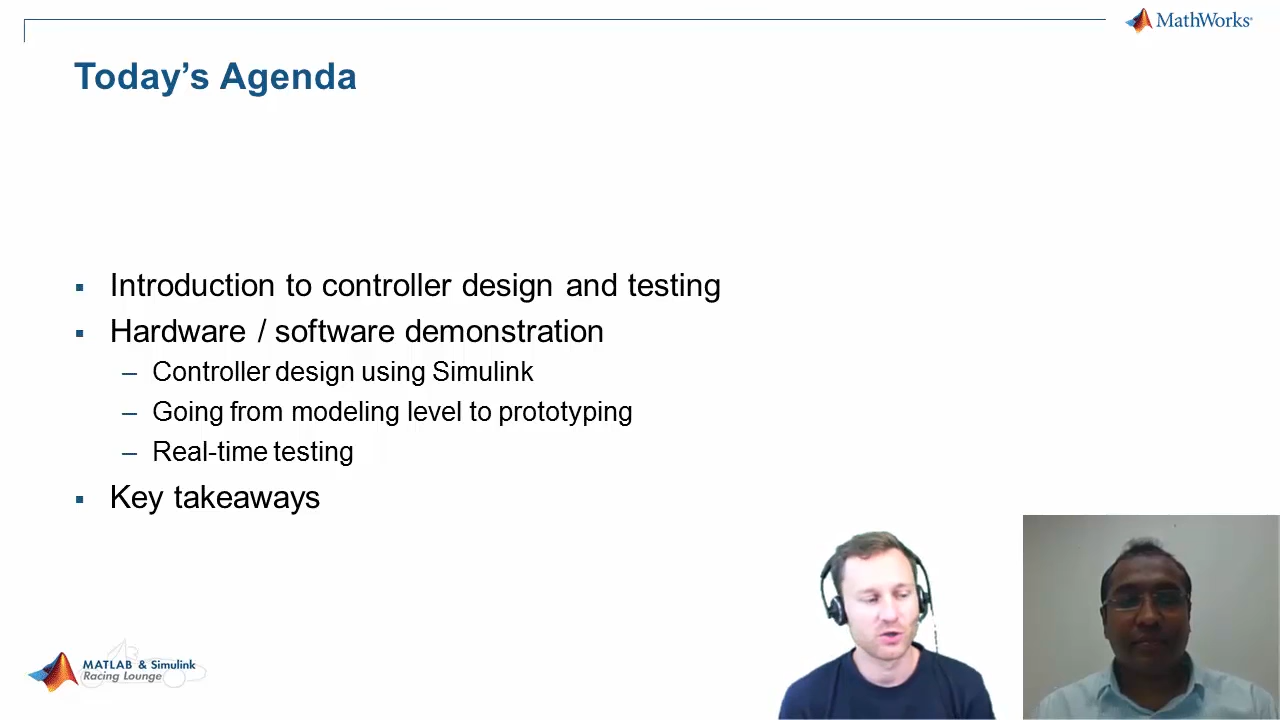 MathWorks®
Today’s Agenda
▪ Introduction to controller design and testing
▪ Hardware / software demonstration
– Controller design using Simulink
– Going from modeling level to prototyping
– Real-time testing
▪ Key takeaways
MATLAB & Simulink
Racing Lounge